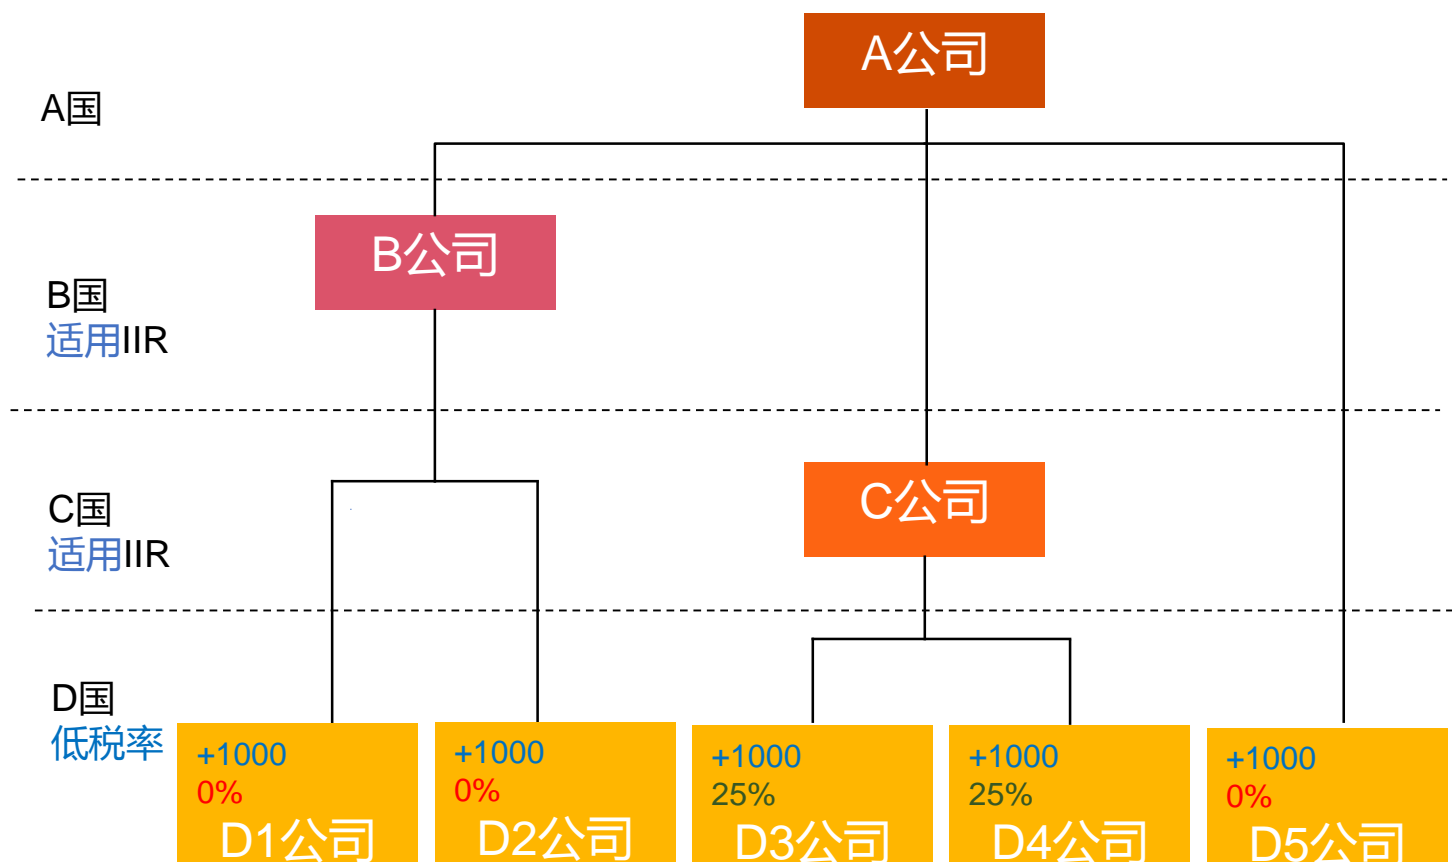 A公司
A国
B公司
B国
适用IIR
C公司
C国
适用IIR
D国
低税率
+1000
0%
D1公司
+1000
0%
D2公司
+1000
25%
D3公司
+1000
25%
D4公司
+1000
0%
D5公司